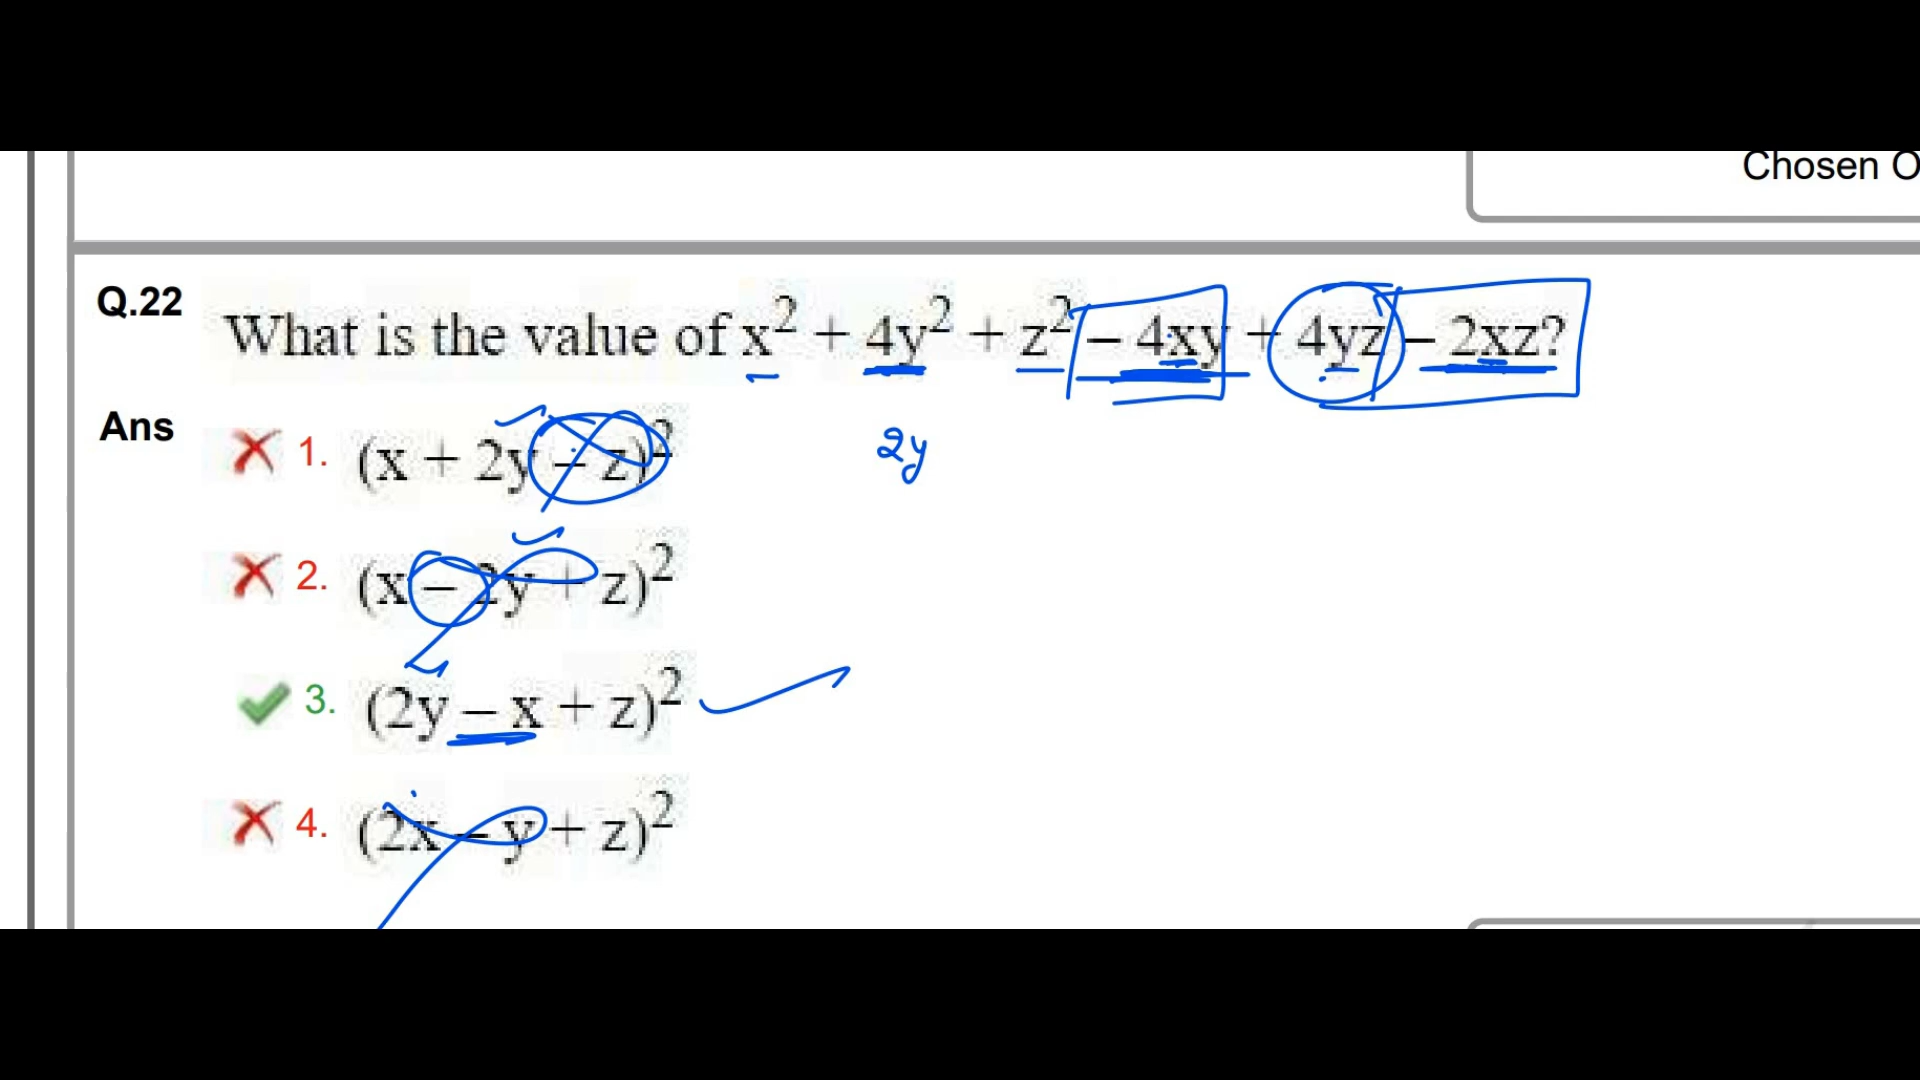 Chosen O
Q.22 What is the value of x² + 4y² + z² – 4xy + 4yz – 2xz?
Ans 1. (x + 2y – z)²
2y
2. (x – 2y + z)²
3. (2y – x + z)²
4. (2x – y + z)²